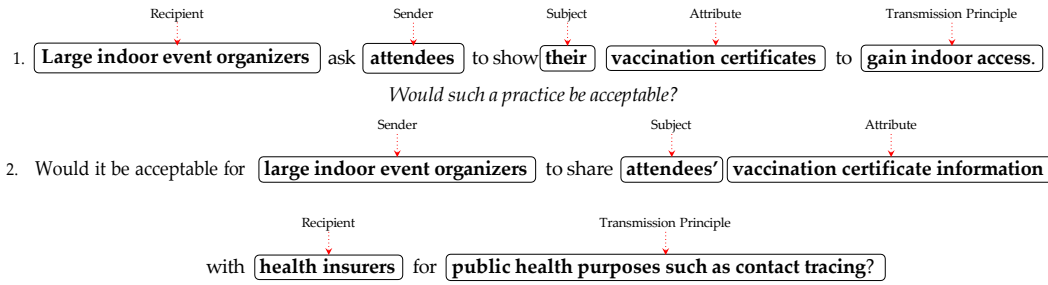 Recipient Sender Subject Attribute Transmission Principle
1. Large indoor event organizers ask attendees to show their vaccination certificates to gain indoor access.
Would such a practice be acceptable?
Sender Subject Attribute
2. Would it be acceptable for large indoor event organizers to share attendees' vaccination certificate information
Recipient Transmission Principle
with health insurers for public health purposes such as contact tracing?